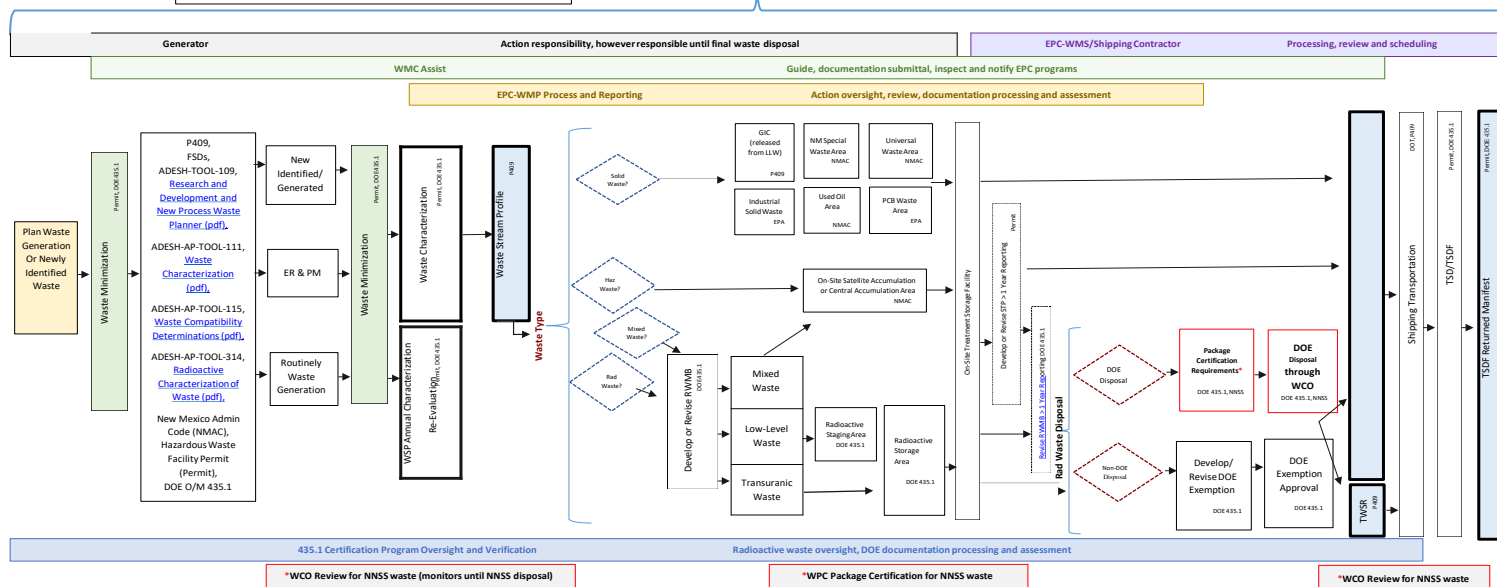 Generator
Action responsibility, however responsible until final waste disposal
EPC-WMS/Shipping Contractor
Processing, review and scheduling
WMC Assist
Guide, documentation submittal, inspect and notify EPC programs
EPC-WMP Process and Reporting
Action oversight, review, documentation processing and assessment
Plan Waste
Generation
Or Newly
Identified
Waste
Waste Minimization
Permit, DOE 435.1
P409,
FSDs,
ADESH-TOOL-109,
Research and
Development and
New Process Waste
Planner (pdf),
ADESH-AP-TOOL-111,
Waste
Characterization
(pdf),
ADESH-AP-TOOL-115,
Waste Compatibility
Determinations (pdf),
ADESH-AP-TOOL-314,
Radioactive
Characterization of
Waste (pdf),
New Mexico Admin
Code (NMAC),
Hazardous Waste
Facility Permit
(Permit),
DOE O/M 435.1
New
Identified/
Generated
ER & PM
Routinely
Waste
Generation
Waste Minimization
Permit, DOE 435.1
Waste Characterization
Permit, DOE 435.1
WSP Annual Characterization
Re-Evaluation
Permit, DOE 435.1
Waste Stream Profile
P409
Waste Type
Solid
Waste?
Haz
Waste?
Mixed
Waste?
Rad
Waste?
GIC
(released
from LLW)
P409
NM Special
Waste Area
NMAC
Universal
Waste Area
NMAC
Industrial
Solid Waste
EPA
Used Oil
Area
NMAC
PCB Waste
Area
EPA
On-Site Satellite Accumulation
or Central Accumulation Area
NMAC
Develop or Revise RWMB
DOE 435.1
Mixed
Waste
Low-Level
Waste
Transuranic
Waste
Radioactive
Staging Area
DOE 435.1
Radioactive
Storage
Area
DOE 435.1
On-Site Treatment Storage Facility
Develop or Revise STP > 1 Year Reporting
Permit
Revise RWMB > 1 Year Reporting DOE 435.1
Rad Waste Disposal
DOE
Disposal
Package
Certification
Requirements*
DOE 435.1, NNSS
DOE
Disposal
through
WCO
DOE 435.1, NNSS
Non-DOE
Disposal
Develop/
Revise DOE
Exemption
DOE 435.1
DOE
Exemption
Approval
DOE 435.1
TWSR
P409
Shipping Transportation
DOT, P409
TSD/TSDF
Permit, DOE 435.1
TSDF Returned Manifest
Permit, DOE 435.1
435.1 Certification Program Oversight and Verification
Radioactive waste oversight, DOE documentation processing and assessment
*WCO Review for NNSS waste (monitors until NNSS disposal)
*WPC Package Certification for NNSS waste
*WCO Review for NNSS waste